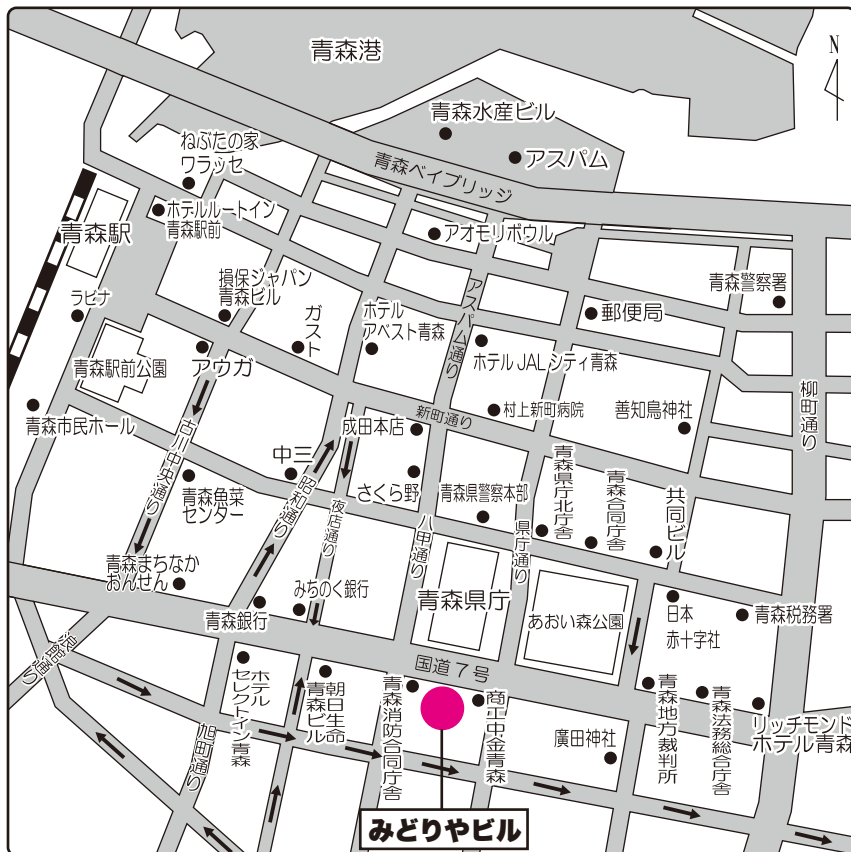 青森港
N
青森水産ビル
アスパム
ねぶたの家
ワラッセ
青森ベイブリッジ
ホテルルートイン
青森駅前
アオモリボウル
青森駅
損保ジャパン
青森ビル
青森警察署
ラビナ
ガスト
ホテル
アベスト青森
アスパム通り
郵便局
青森駅前公園
アウガ
ホテル JAL シティ青森
柳町通り
青森市民ホール
新町通り
村上新町病院
善知鳥神社
成田本店
古川中央通り
中三
さくら野
青森県警察本部
青森県庁北庁舎
青森合同庁舎
共同ビル
青森魚菜
センター
昭和通り
夜店通り
八甲通り
県庁通り
青森まちなか
おんせん
みちのく銀行
青森県庁
青森銀行
あおい森公園
日本
赤十字社
青森税務署
国道7号
ホテル
セレクトイン青森
朝日生命
青森ビル
青森消防合同庁舎
商工中金青森
廣田神社
青森地方裁判所
青森法務総合庁舎
リッチモンド
ホテル青森
旭町通り
みどりやビル